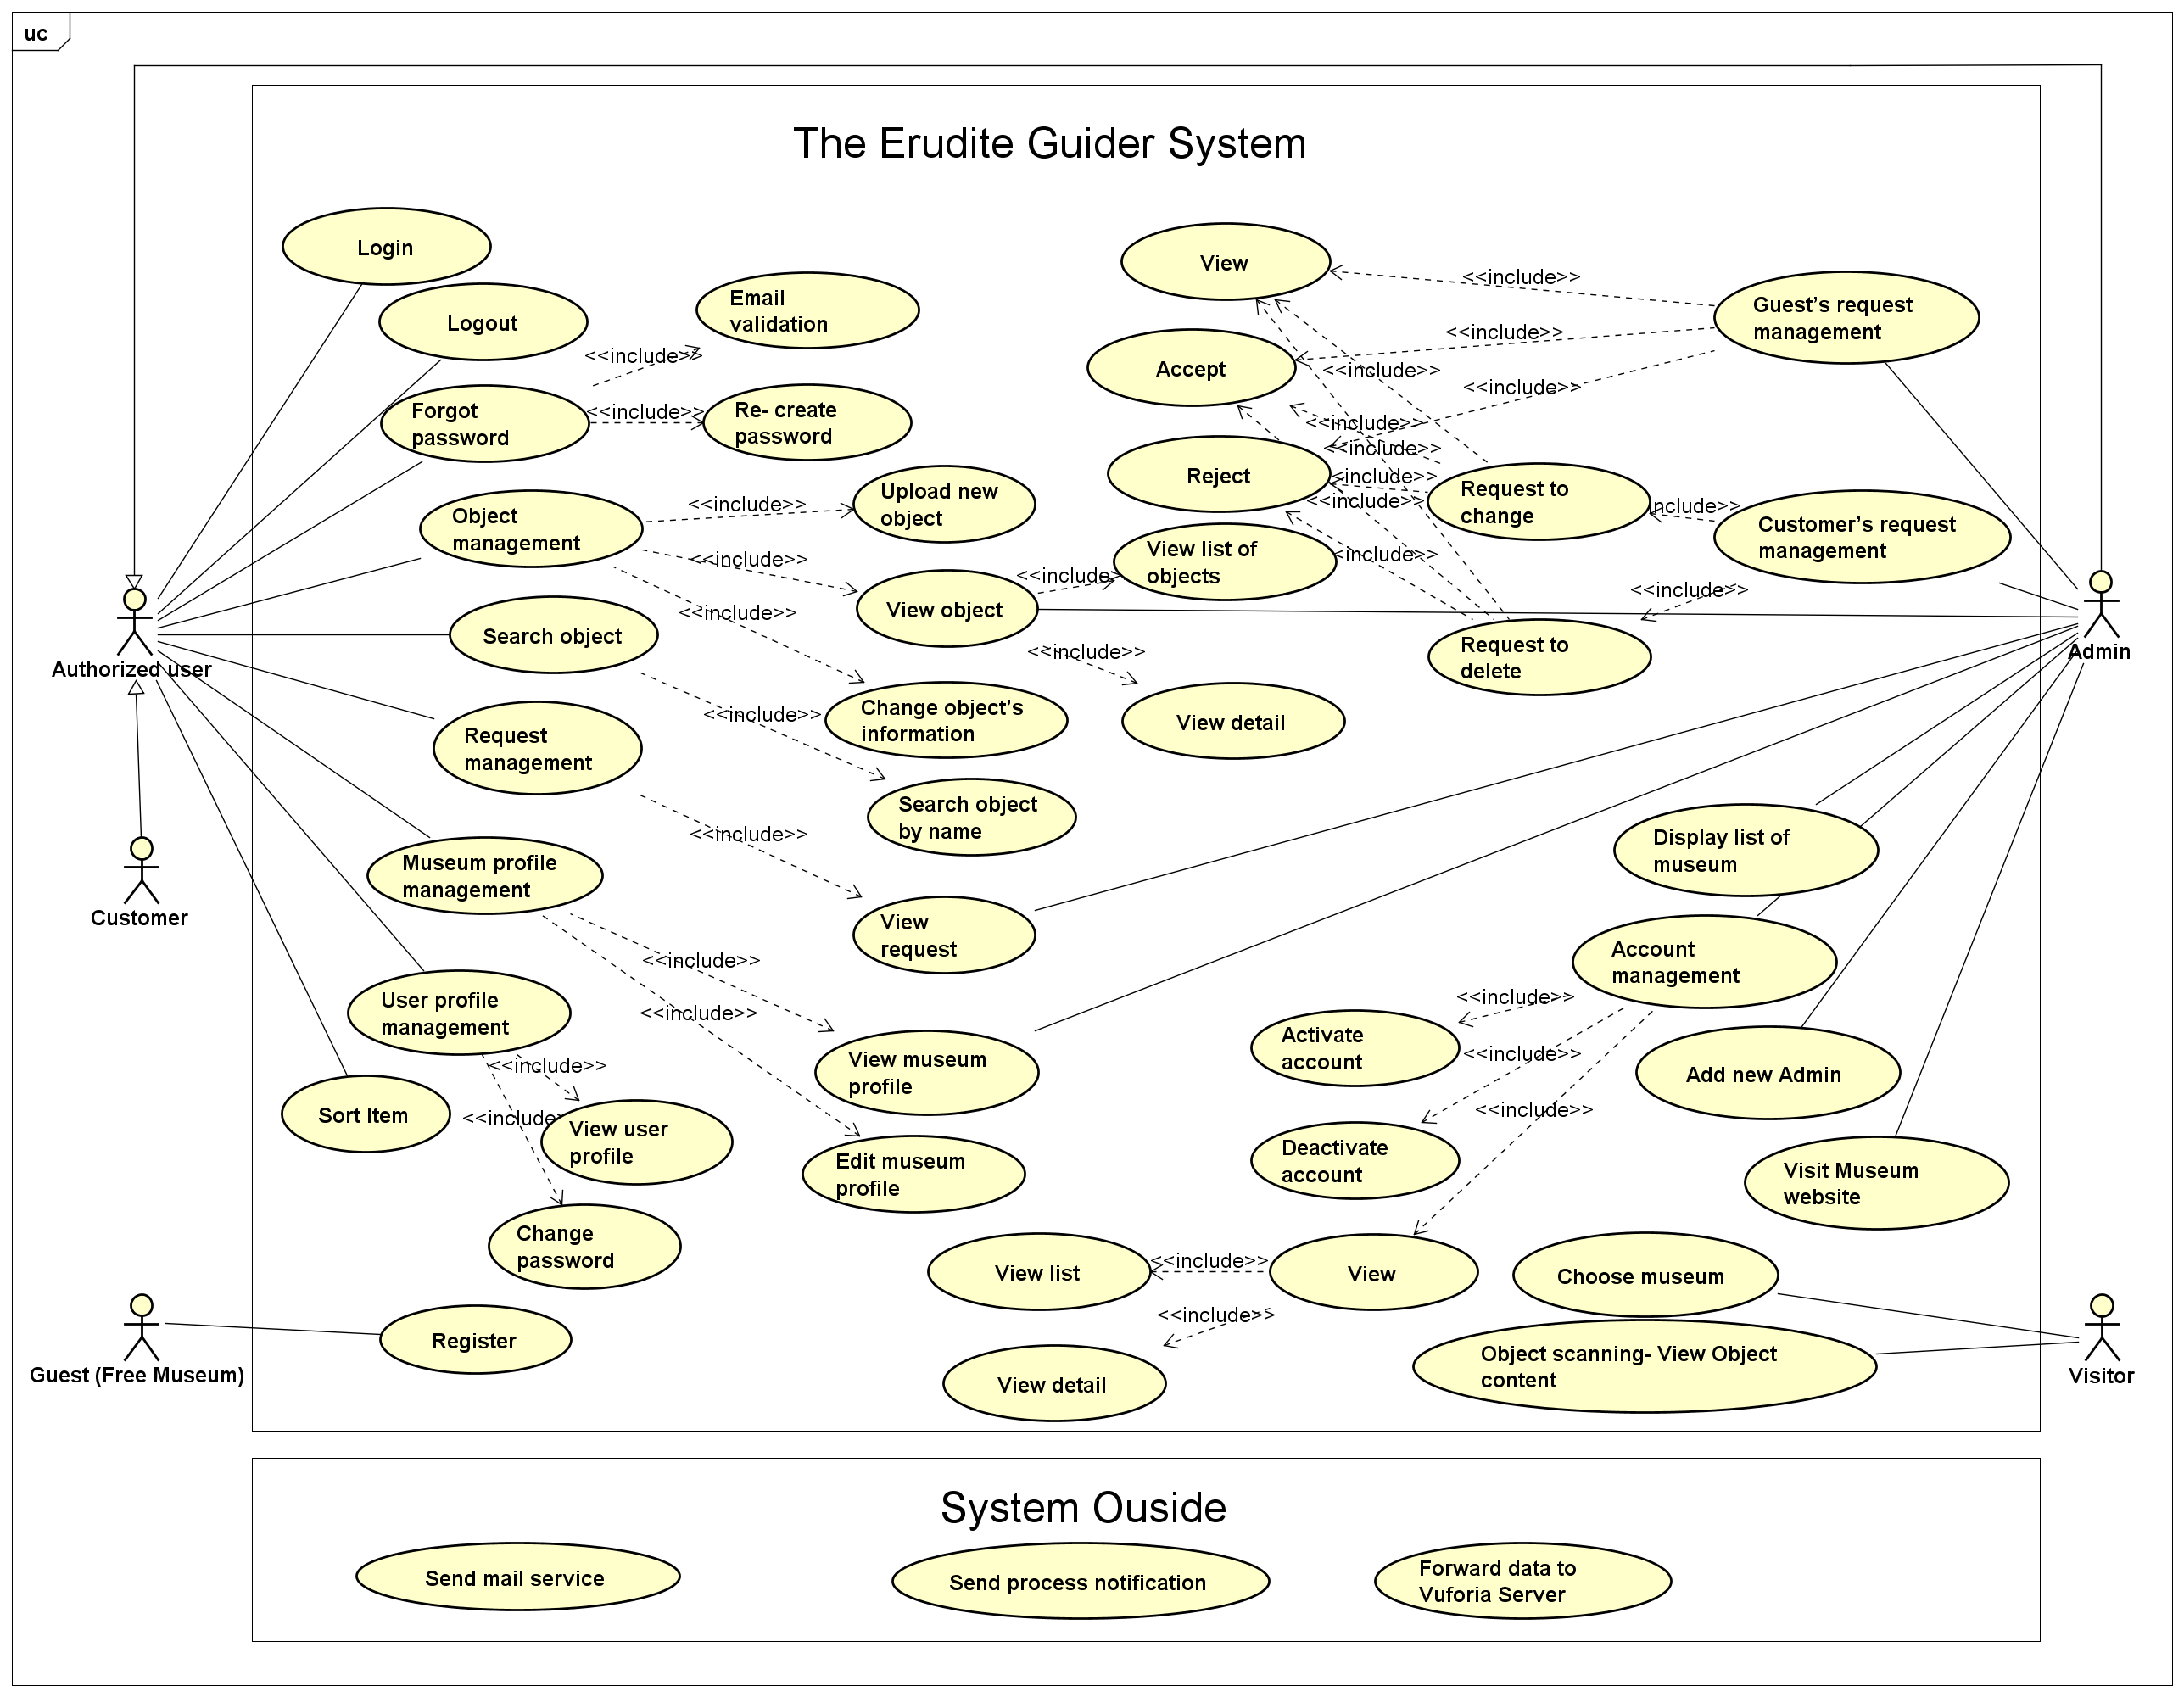 uc
The Erudite Guider System
Login
Logout
Email
validation
<<include>>
Forgot
password
<<include>>
Re- create
password
Object
management
<<include>>
Upload new
object
<<include>>
View object
<<include>>
View list of
objects
<<include>>
Search object
<<include>>
View detail
Change object's
information
<<include>>
Search object
by name
Request
management
<<include>>
View
request
Museum profile
management
<<include>>
View museum
profile
<<include>>
Edit museum
profile
User profile
management
<<include>>
View user
profile
<<include>
Change
password
Sort Item
Register
View
<<include>>
Guest's request
management
Accept
<<include>>
<<include>>
<<include>>
<<include>>
<<include>>
Reject
<<include>>
<<include>>
Request to
change
include>>
Customer's request
management
<<include>>
<<include>>
Request to
delete
Display list of
museum
Account
management
<<include>>
Activate
account
<<include>>
Deactivate
account
<<include>>
Add new Admin
Visit Museum
website
View list
<<include>>
View
<<include>>
View detail
Choose museum
Object scanning- View Object
content
Authorized user
Customer
Guest (Free Museum)
Admin
Visitor
System Ouside
Send mail service
Send process notification
Forward data to
Vuforia Server